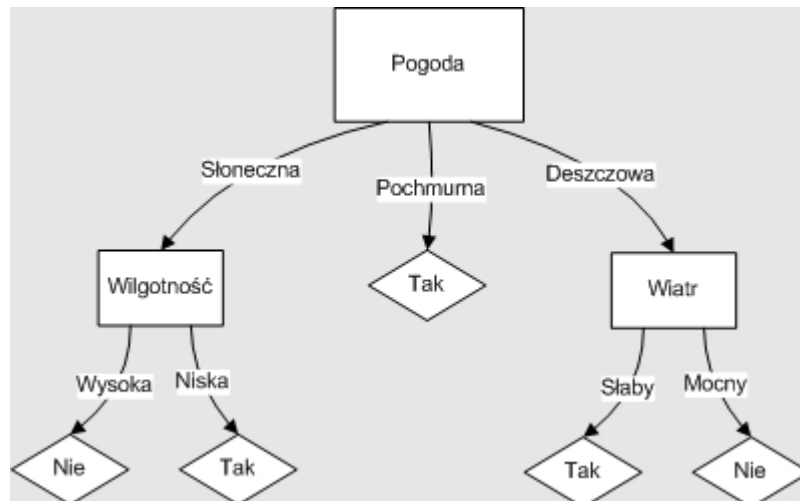 Pogoda
Słoneczna
Pochmurna
Deszczowa
Wilgotność
Tak
Wiatr
Wysoka
Niska
Słaby
Mocny
Nie
Tak
Tak
Nie